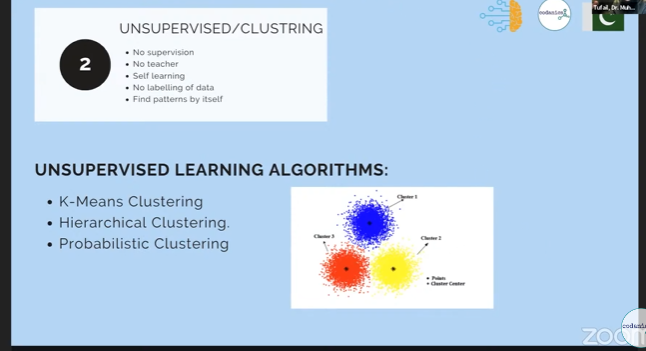 UNSUPERVISED/CLUSTRING
2
No supervision
No teacher
Self learning
No labelling of data
Find patterns by itself
codanics
Tufail, Dr. Muh...
UNSUPERVISED LEARNING ALGORITHMS:
K-Means Clustering
Hierarchical Clustering.
Probabilistic Clustering
Cluster 1
Cluster 3
Cluster 2
Points
Cluster Center
codanic
zoom